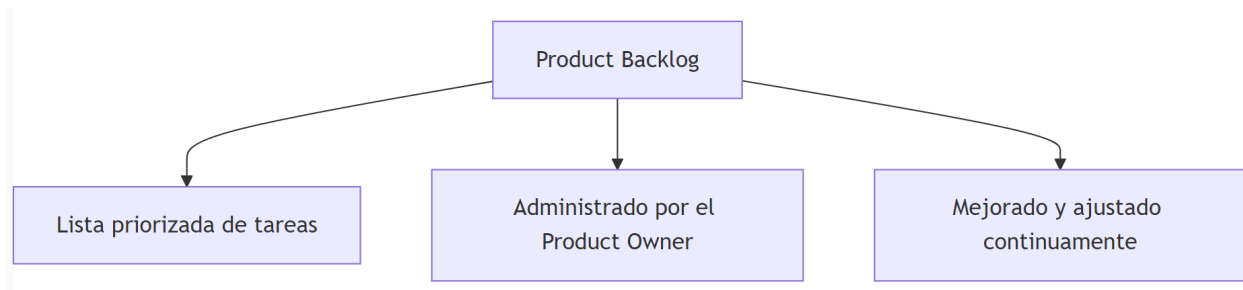 Product Backlog
Lista priorizada de tareas
Administrado por el
Product Owner
Mejorado y ajustado
continuamente